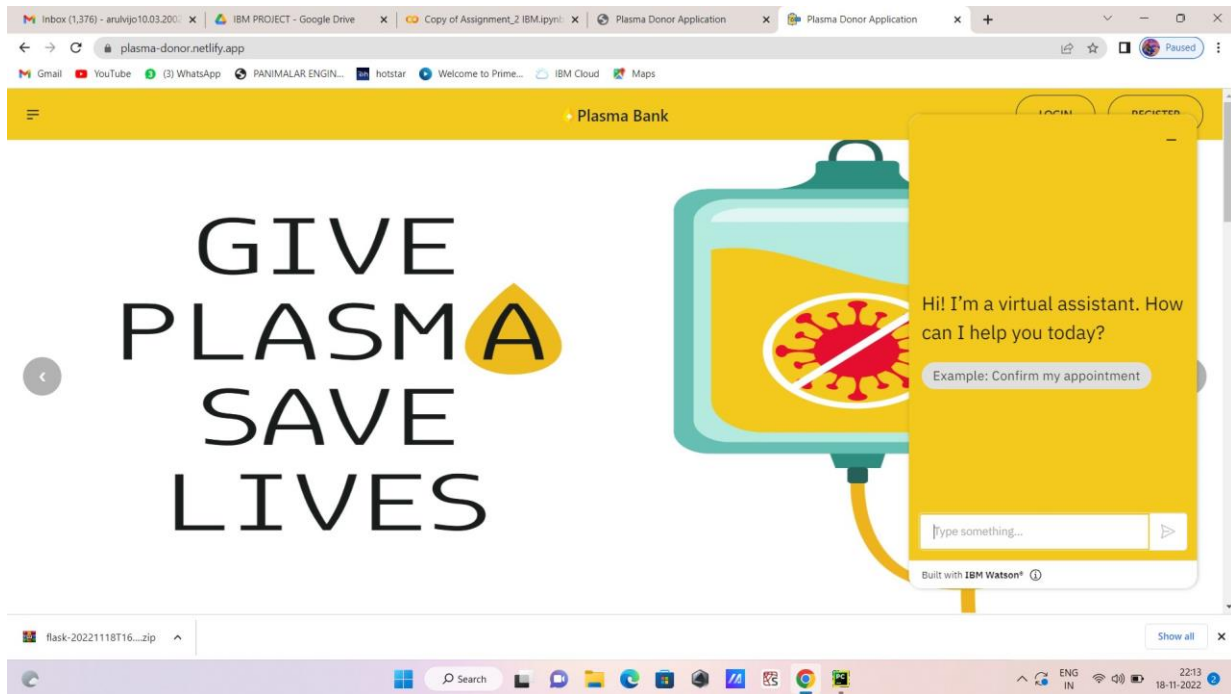 Inbox (1,376) - arulvijo10.03.200
IBM PROJECT - Google Drive
Copy of Assignment_2 IBM.ipynb
Plasma Donor Application
Plasma Donor Application
plasma-donor.netlify.app
Paused
Gmail YouTube (3) WhatsApp PANIMALAR ENGIN... hotstar Welcome to Prime... IBM Cloud Maps
Plasma Bank
LOGIN REGISTER
GIVE
PLASMA
SAVE
LIVES
Hi! I'm a virtual assistant. How
can I help you today?
Example: Confirm my appointment
Type something...
Built with IBM Watson®
flask-20221118T16....zip
Show all
Search
ENG
IN
22:13
18-11-2022
2